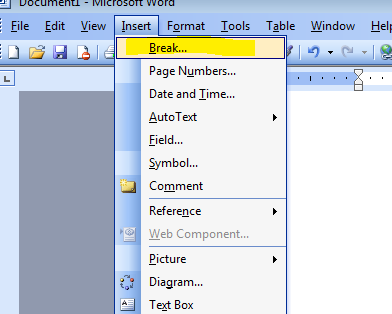 Document1 - Microsoft Word
File Edit View Insert Format Tools Table Window Help
Break...
Page Numbers...
Date and Time...
AutoText
Field...
Symbol...
Comment
Reference
Web Component...
Picture
Diagram...
Text Box